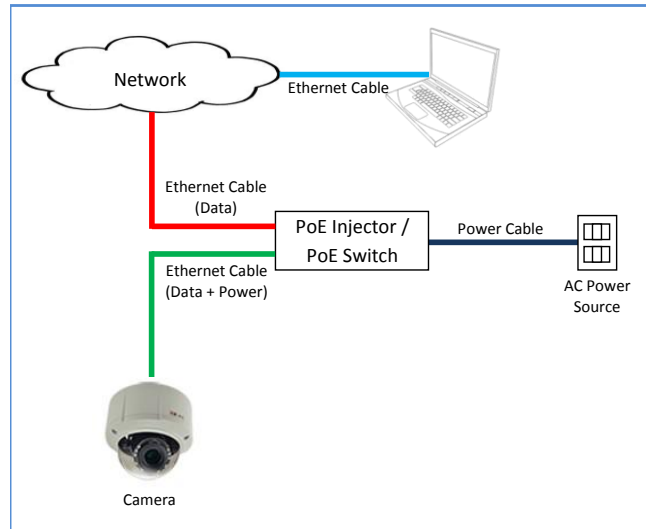 Network
Ethernet Cable
Ethernet Cable
(Data)
PoE Injector /
PoE Switch
Power Cable
AC Power
Source
Ethernet Cable
(Data + Power)
Camera